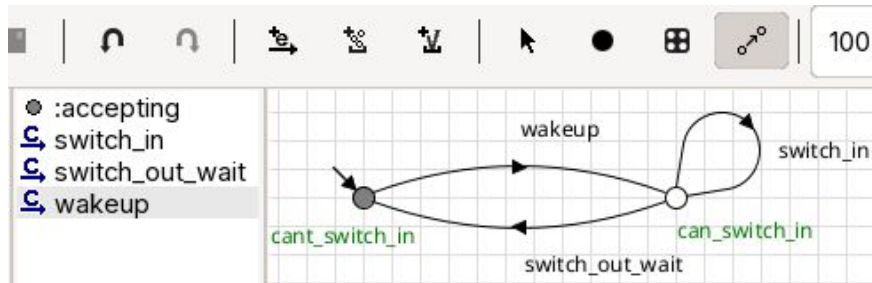 100
:accepting
switch_in
switch_out_wait
wakeup
wakeup
switch_in
cant_switch_in
can_switch_in
switch_out_wait